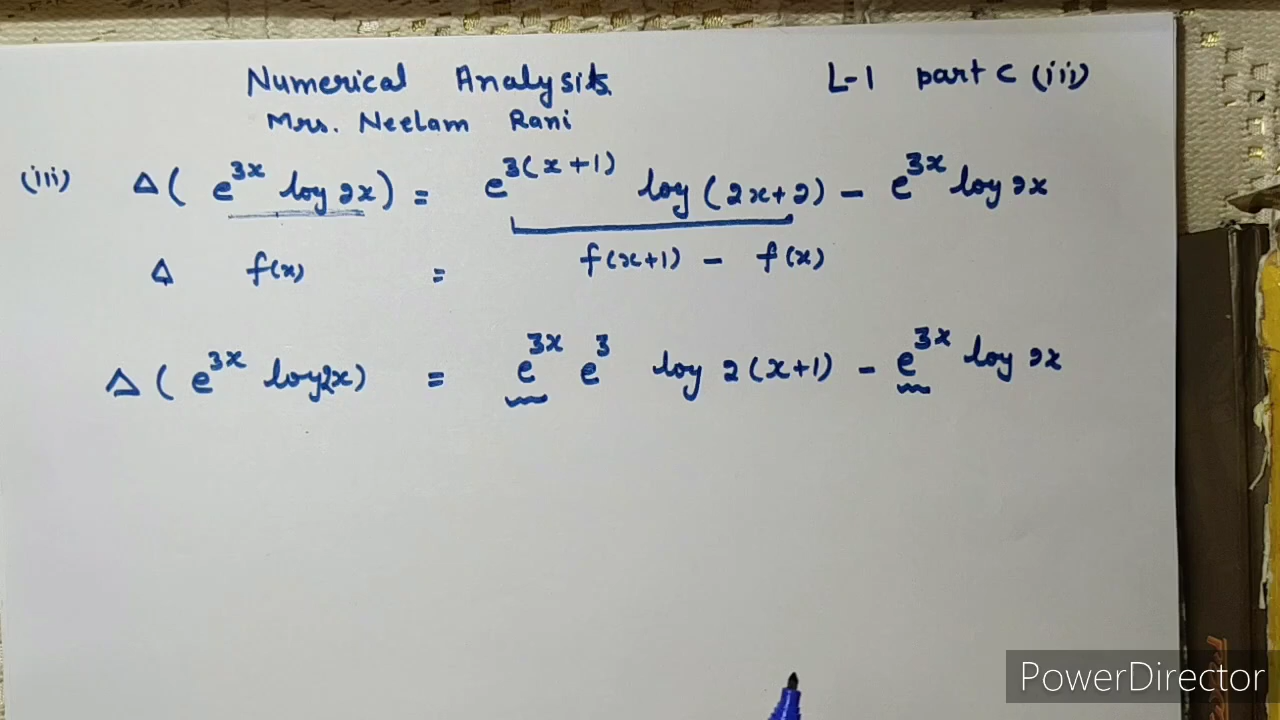 Numerical Analysis. L-1 part C (iii)
Mrs. Neelam Rani
(iii) Δ( e^{3x} log 2x) = e^{3(x+1)} log (2x+2) - e^{3x} log 2x
Δ f(x) = f(x+1) - f(x)
Δ ( e^{3x} log 2x) = e^{3x} e^{3} log 2(x+1) - e^{3x} log 2x
PowerDirector